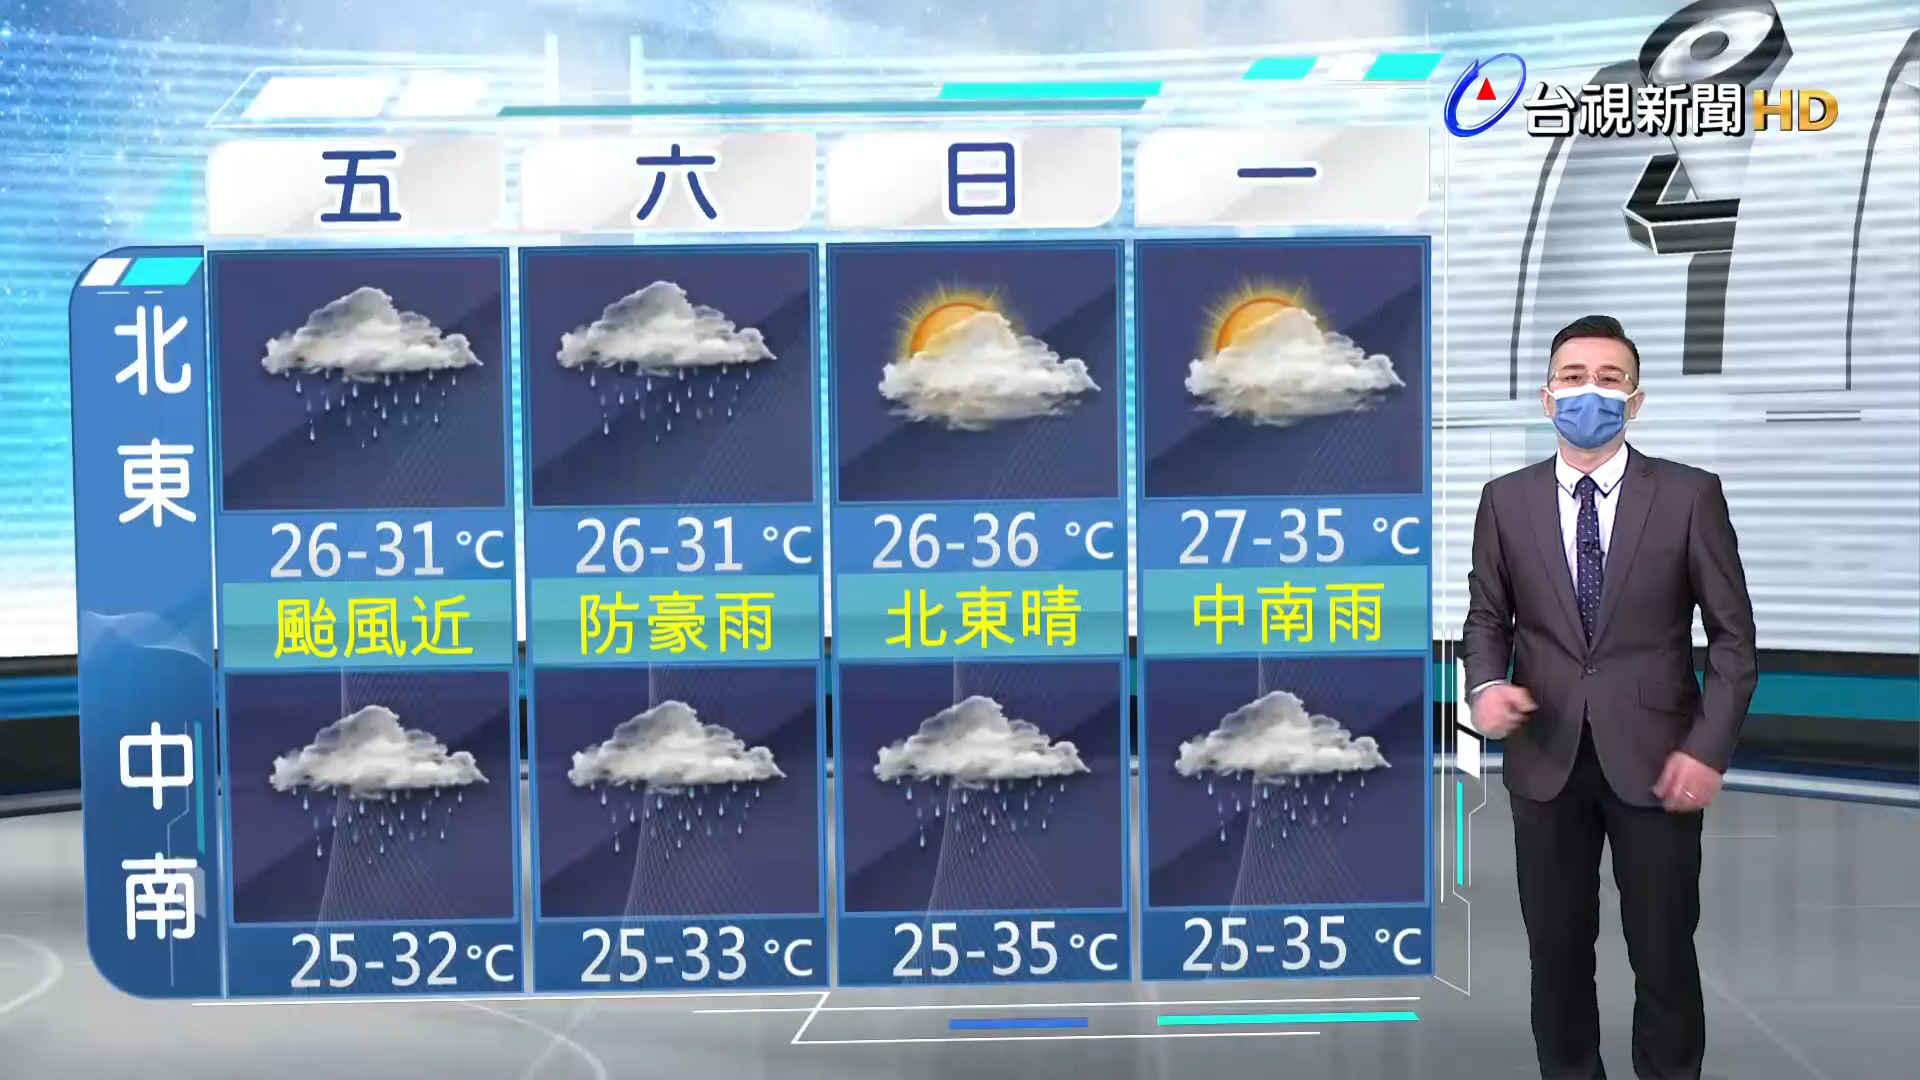 台視新聞HD
五 六 日 一
北東
26-31 °C 26-31 °C 26-36 °C 27-35 °C
颱風近 防豪雨 北東晴 中南雨
中南
25-32 °C 25-33 °C 25-35 °C 25-35 °C